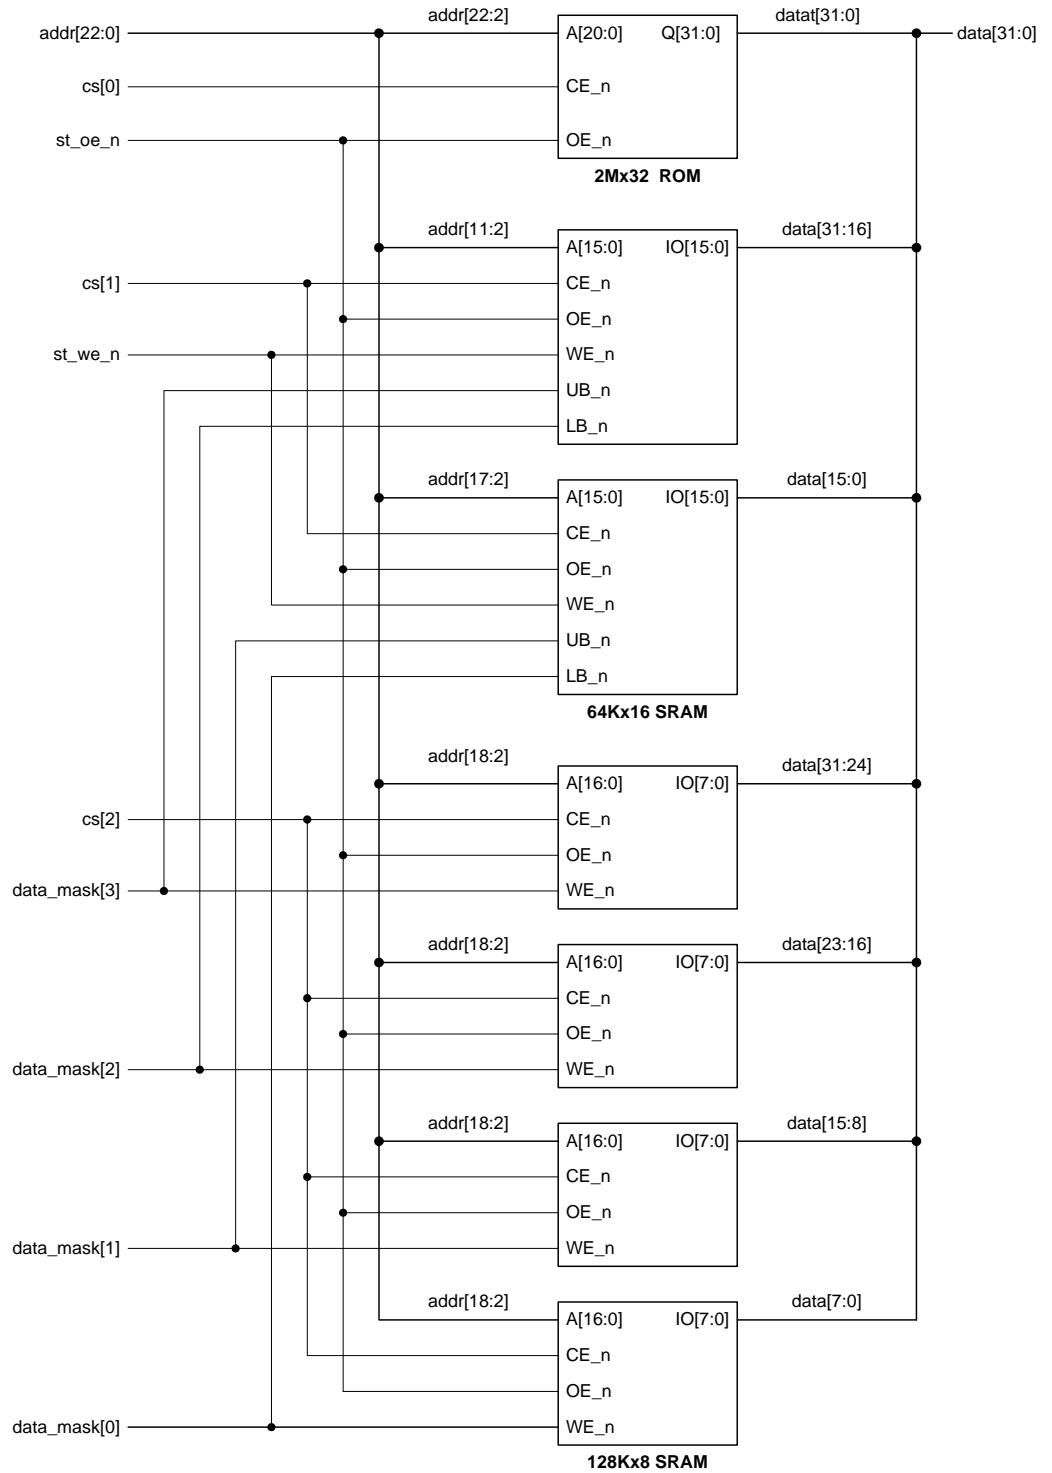 addr[22:2] datat[31:0]
addr[22:0] A[20:0] Q[31:0] data[31:0]
cs[0] CE_n
st_oe_n OE_n
2Mx32 ROM
addr[11:2] data[31:16]
A[15:0] IO[15:0]
cs[1] CE_n
OE_n
st_we_n WE_n
UB_n
LB_n
addr[17:2] data[15:0]
A[15:0] IO[15:0]
CE_n
OE_n
WE_n
UB_n
LB_n
64Kx16 SRAM
addr[18:2] data[31:24]
A[16:0] IO[7:0]
cs[2] CE_n
OE_n
data_mask[3] WE_n
addr[18:2] data[23:16]
A[16:0] IO[7:0]
CE_n
OE_n
data_mask[2] WE_n
addr[18:2] data[15:8]
A[16:0] IO[7:0]
CE_n
OE_n
data_mask[1] WE_n
addr[18:2] data[7:0]
A[16:0] IO[7:0]
CE_n
OE_n
data_mask[0] WE_n
128Kx8 SRAM